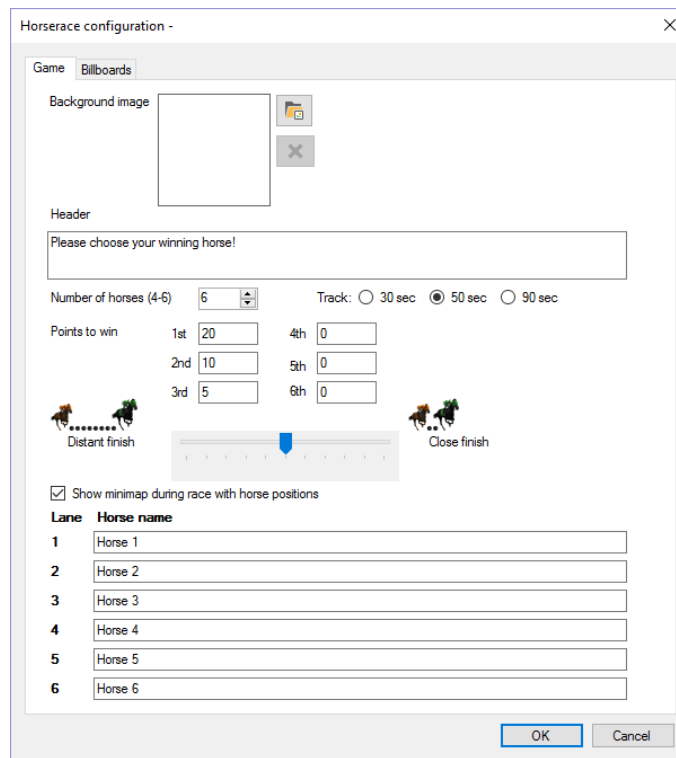 Horserace configuration -
Game Billboards
Background image
Header
Please choose your winning horse!
Number of horses (4-6) 6 Track: 30 sec 50 sec 90 sec
Points to win 1st 20 4th 0
2nd 10 5th 0
3rd 5 6th 0
Distant finish Close finish
Show minimap during race with horse positions
Lane Horse name
1 Horse 1
2 Horse 2
3 Horse 3
4 Horse 4
5 Horse 5
6 Horse 6
OK Cancel